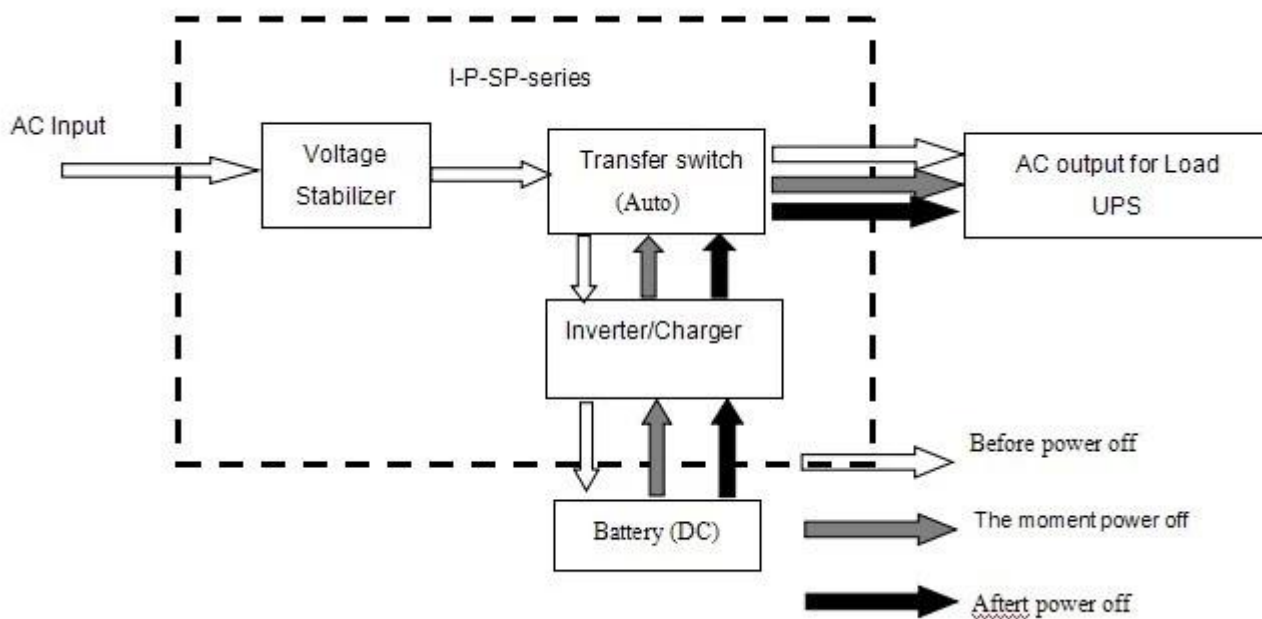 I-P-SP-series
AC Input
Voltage
Stabilizer
Transfer switch
(Auto)
AC output for Load
UPS
Inverter/Charger
Battery (DC)
Before power off
The moment power off
Aftert power off